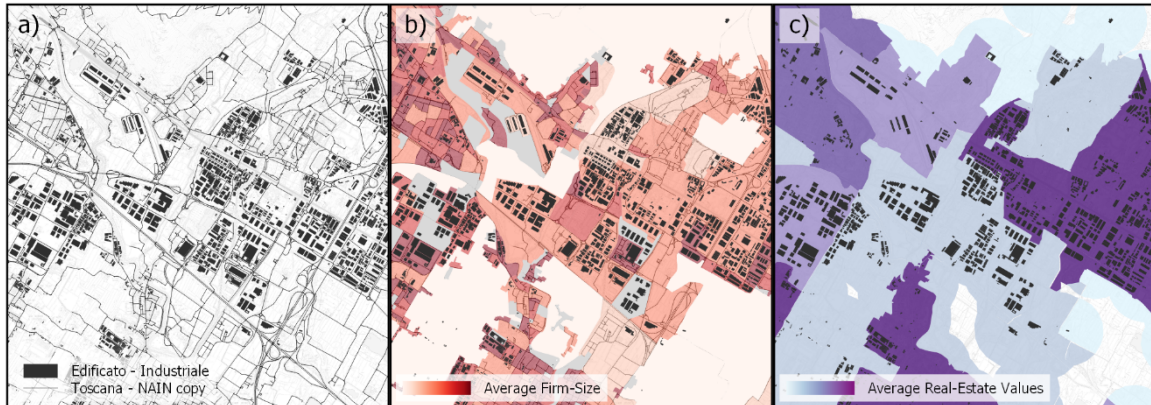 a)
Edificato - Industriale
Toscana - NAIN copy
b)
Average Firm-Size
c)
Average Real-Estate Values